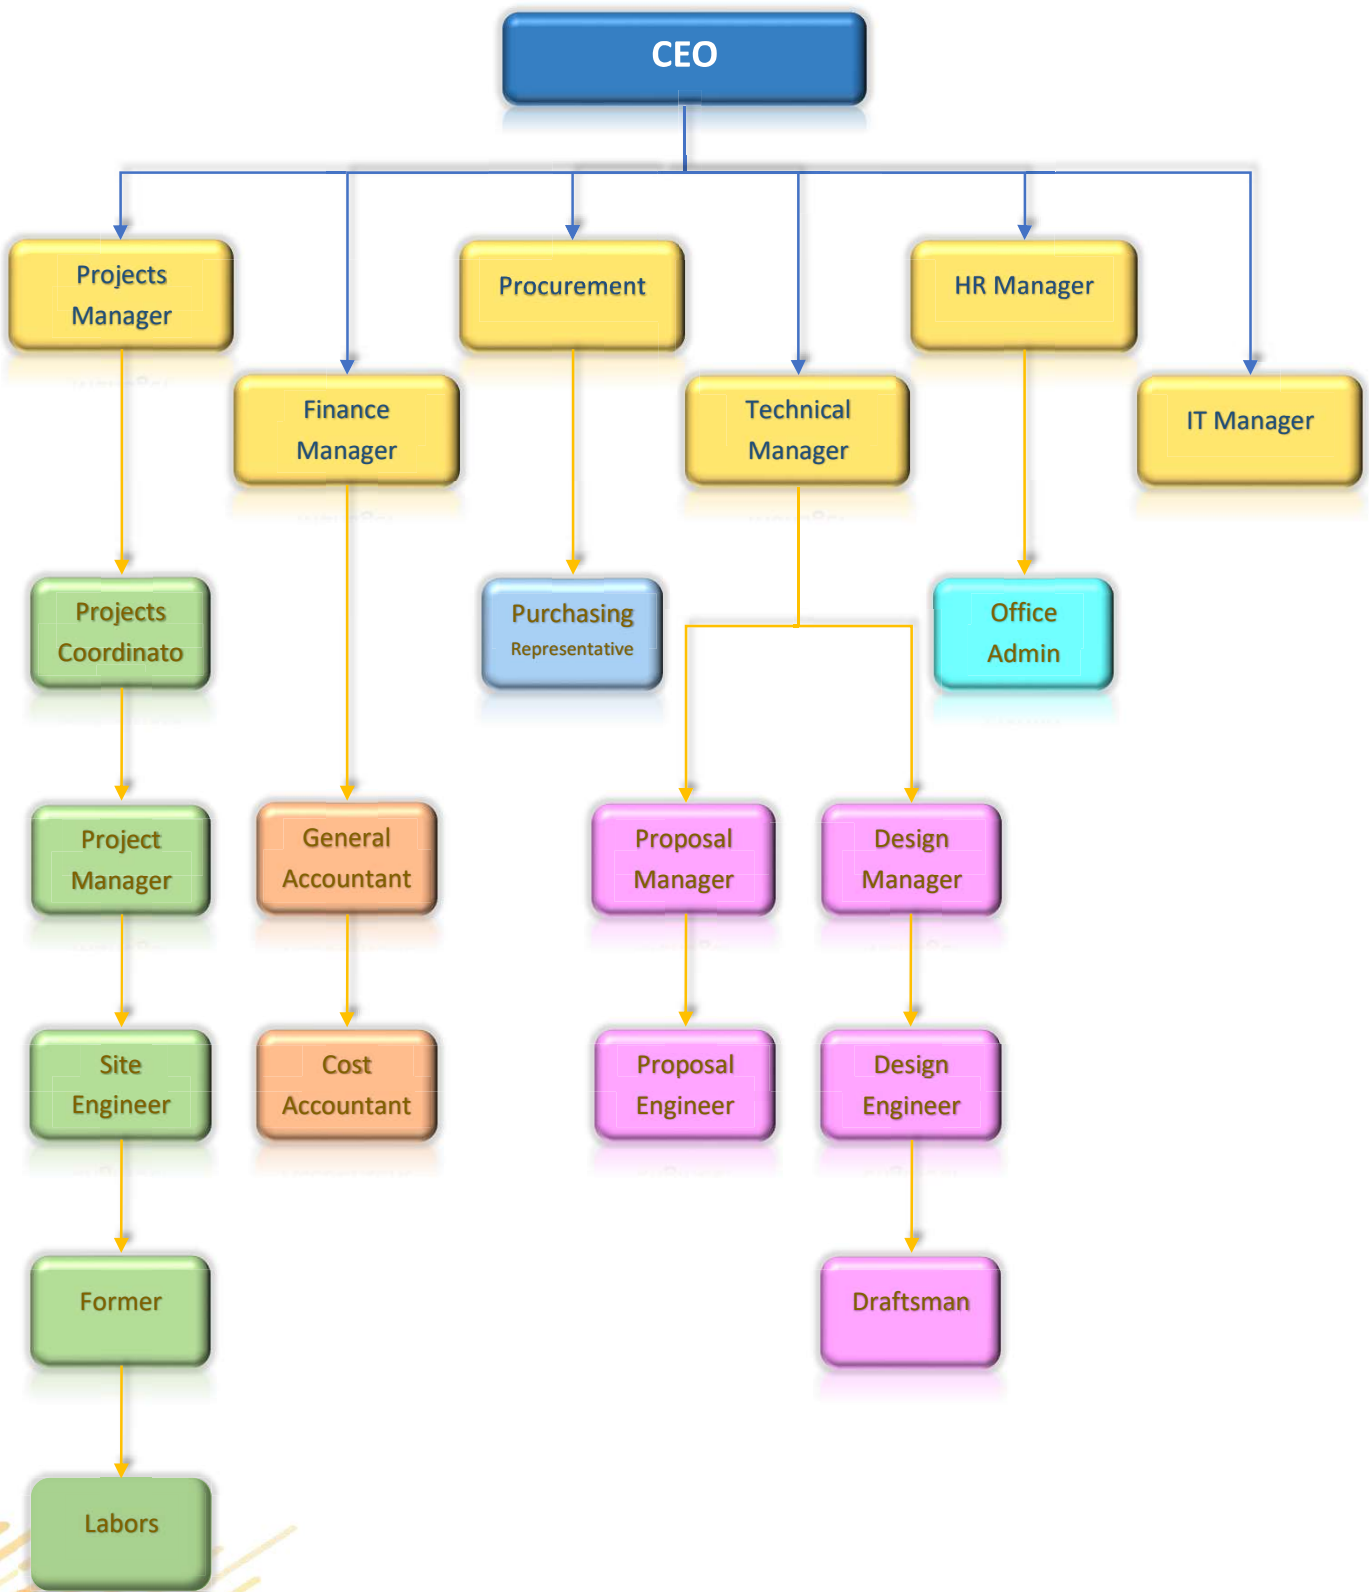 CEO
Projects
Manager
Procurement
HR Manager
Finance
Manager
Technical
Manager
IT Manager
Projects
Coordinato
Purchasing
Representative
Office
Admin
Project
Manager
General
Accountant
Proposal
Manager
Design
Manager
Site
Engineer
Cost
Accountant
Proposal
Engineer
Design
Engineer
Former
Draftsman
Labors